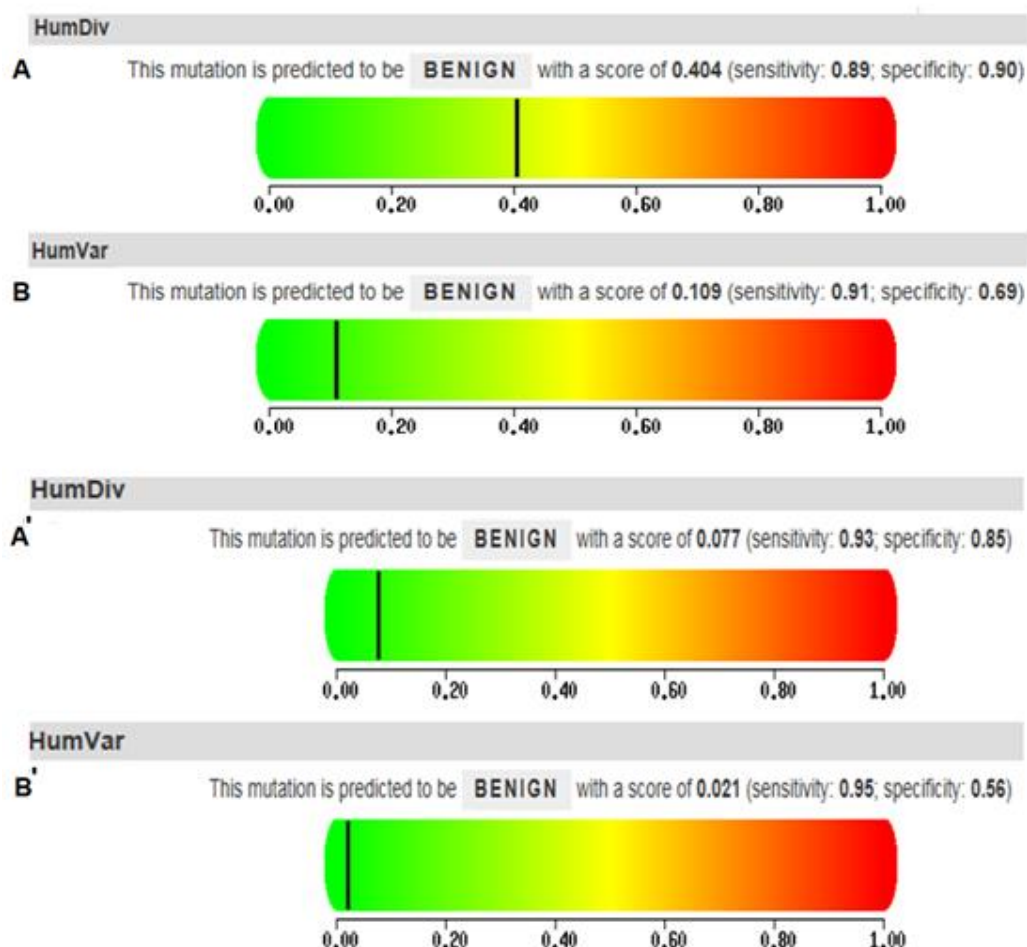 HumDiv
A This mutation is predicted to be BENIGN with a score of 0.404 (sensitivity: 0.89; specificity: 0.90)
0.00 0.20 0.40 0.60 0.80 1.00
HumVar
B This mutation is predicted to be BENIGN with a score of 0.109 (sensitivity: 0.91; specificity: 0.69)
0.00 0.20 0.40 0.60 0.80 1.00
HumDiv
A' This mutation is predicted to be BENIGN with a score of 0.077 (sensitivity: 0.93; specificity: 0.85)
0.00 0.20 0.40 0.60 0.80 1.00
HumVar
B' This mutation is predicted to be BENIGN with a score of 0.021 (sensitivity: 0.95; specificity: 0.56)
0.00 0.20 0.40 0.60 0.80 1.00